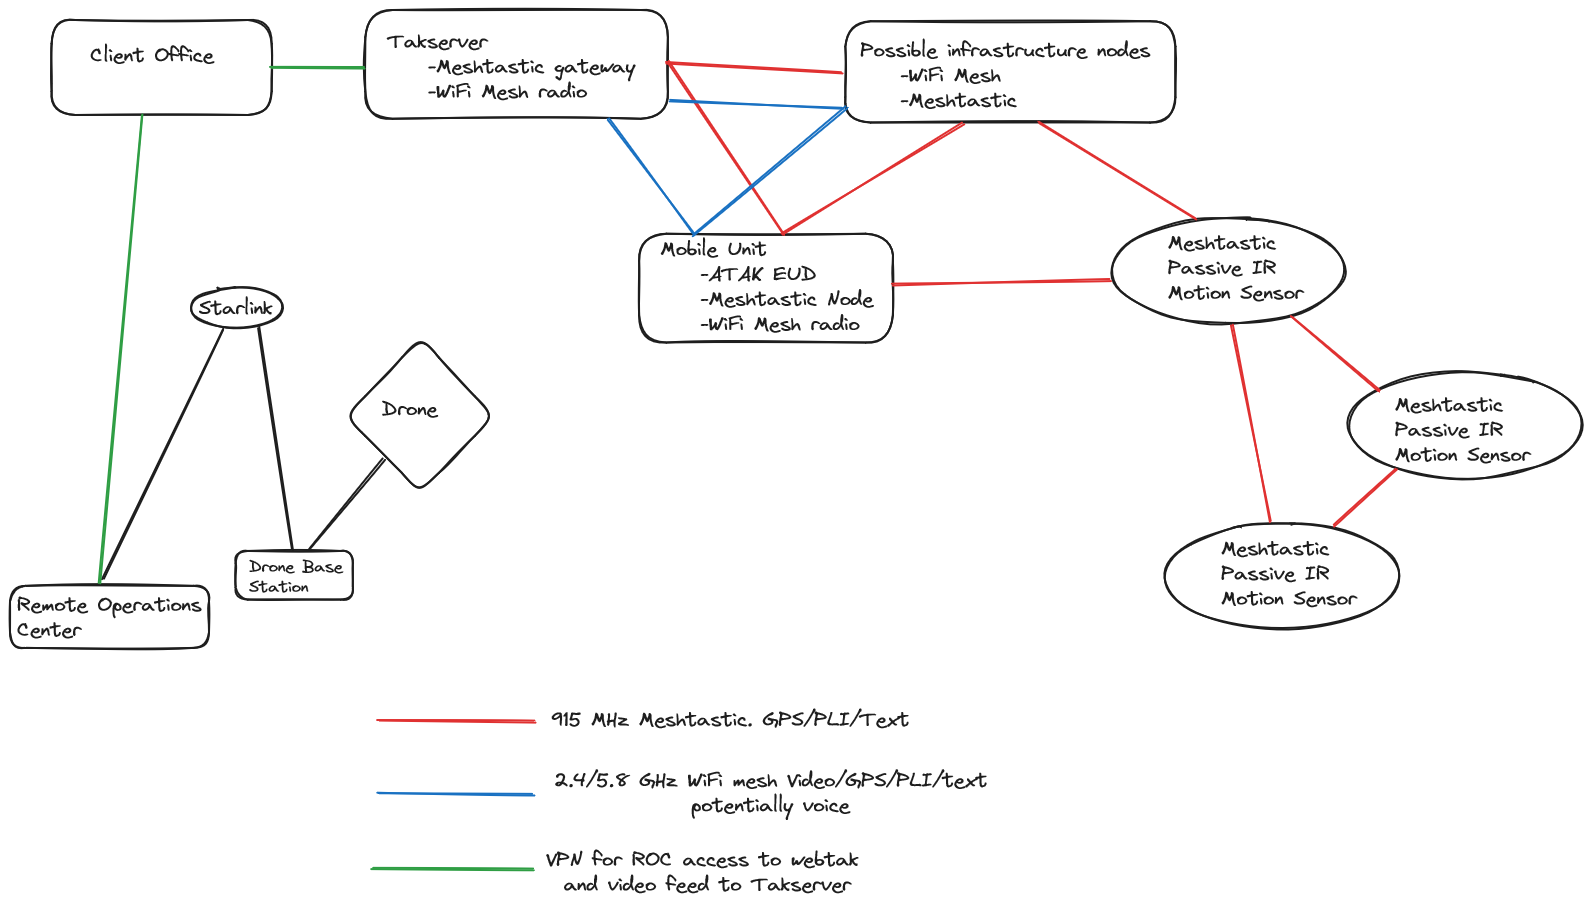 Client Office
Takserver
-Meshtastic gateway
-WiFi Mesh radio
Possible infrastructure nodes
-WiFi Mesh
-Meshtastic
Mobile Unit
-ATAK EUD
-Meshtastic Node
-WiFi Mesh radio
Meshtastic
Passive IR
Motion Sensor
Starlink
Drone
Meshtastic
Passive IR
Motion Sensor
Drone Base
Station
Meshtastic
Passive IR
Motion Sensor
Remote Operations
Center
915 MHz Meshtastic. GPS/PLI/Text
2.4/5.8 GHz WiFi mesh Video/GPS/PLI/text
potentially voice
VPN for ROC access to webtak
and video feed to Takserver